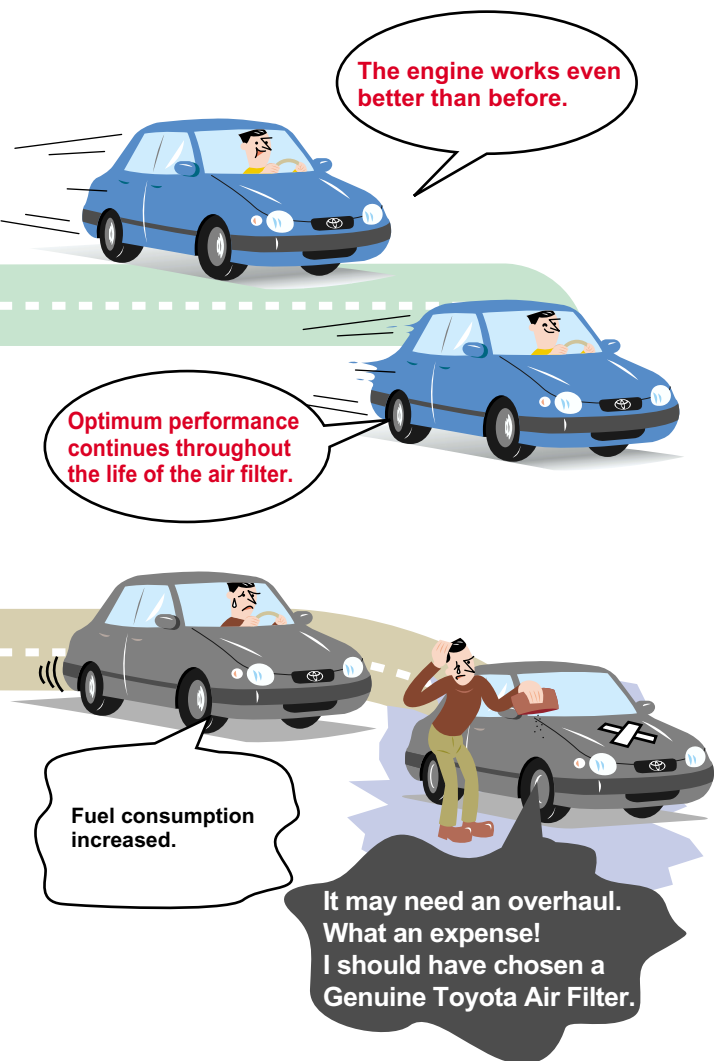 The engine works even
better than before.
Optimum performance
continues throughout
the life of the air filter.
Fuel consumption
increased.
It may need an overhaul.
What an expense!
I should have chosen a
Genuine Toyota Air Filter.